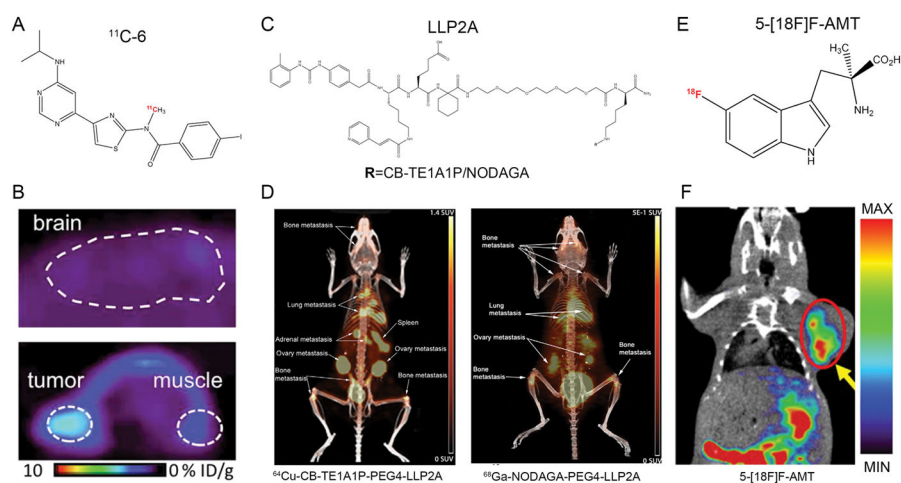 A
¹¹C-6
HN
N
N
N
S
¹¹CH₃
N
O
I
B
brain
tumor
muscle
10
0 % ID/g
C
LLP2A
OH
O
NH₂
R
R=CB-TE1A1P/NODAGA
D
1.4 SUV
Bone metastasis
Lung metastasis
Spleen
Adrenal metastasis
Ovary metastasis
Ovary metastasis
Bone
metastasis
Bone metastasis
0 SUV
⁶⁴Cu-CB-TE1A1P-PEG4-LLP2A
5E-1 SUV
Bone
metastasis
Lung
metastasis
Ovary metastasis
Bone
metastasis
Bone
metastasis
0 SUV
⁶⁸Ga-NODAGA-PEG4-LLP2A
E
5-[18F]F-AMT
H₃C
CO₂H
¹⁸F
NH₂
N
H
F
MAX
MIN
5-[18F]F-AMT